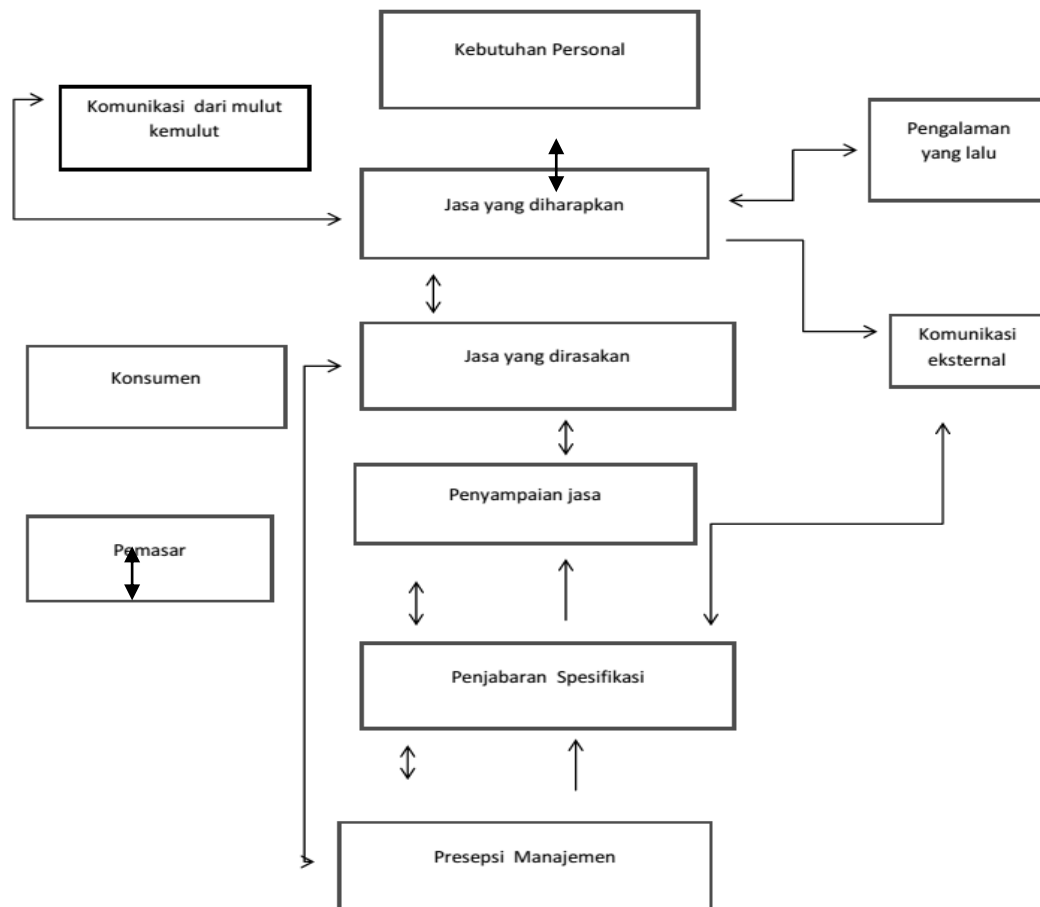 Kebutuhan Personal
Komunikasi dari mulut
kemulut
Pengalaman
yang lalu
Jasa yang diharapkan
Komunikasi
eksternal
Jasa yang dirasakan
Konsumen
Penyampaian jasa
Pemasar
Penjabaran Spesifikasi
Presepsi Manajemen